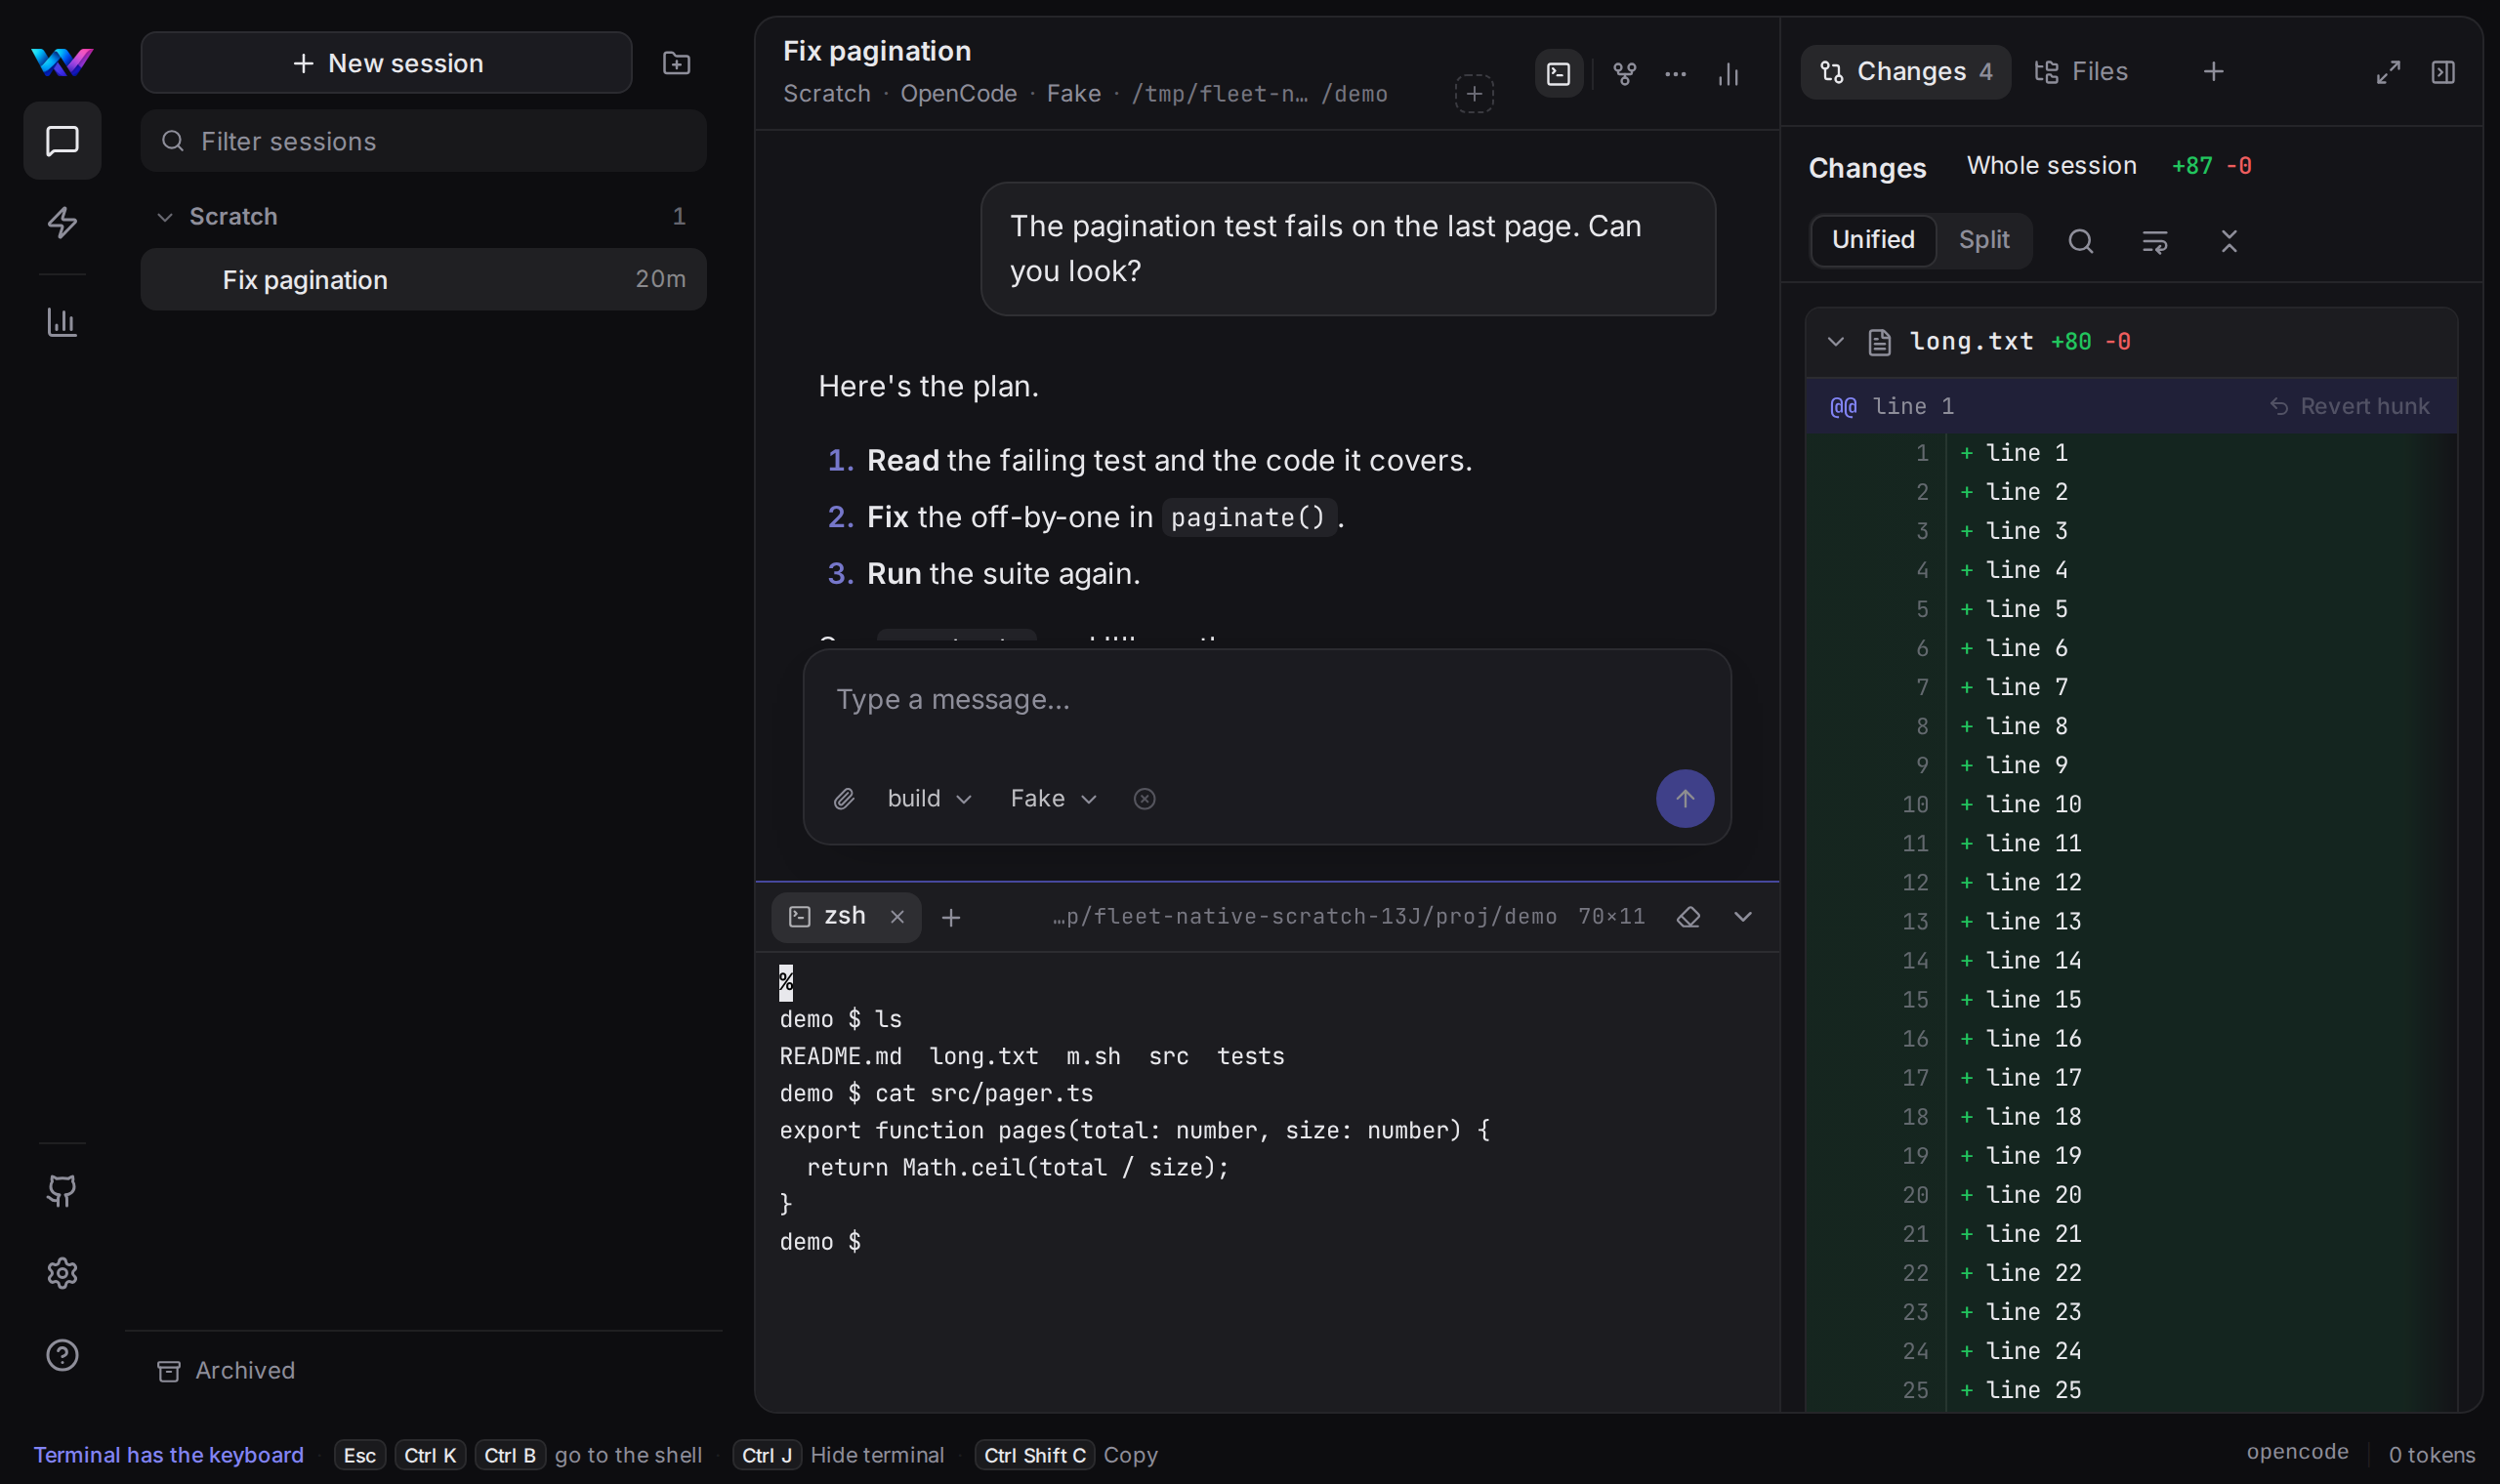 New session
Filter sessions
Scratch 1
Fix pagination 20m
Archived
Fix pagination
Scratch · OpenCode · Fake · /tmp/fleet-n… /demo
The pagination test fails on the last page. Can
you look?
Here's the plan.
1. Read the failing test and the code it covers.
2. Fix the off-by-one in paginate().
3. Run the suite again.
Type a message...
build Fake
zsh …p/fleet-native-scratch-13J/proj/demo 70×11
%
demo $ ls
README.md long.txt m.sh src tests
demo $ cat src/pager.ts
export function pages(total: number, size: number) {
  return Math.ceil(total / size);
}
demo $
Changes 4 Files
Changes Whole session +87 -0
Unified Split
long.txt +80 -0
@@ line 1 Revert hunk
1 + line 1
2 + line 2
3 + line 3
4 + line 4
5 + line 5
6 + line 6
7 + line 7
8 + line 8
9 + line 9
10 + line 10
11 + line 11
12 + line 12
13 + line 13
14 + line 14
15 + line 15
16 + line 16
17 + line 17
18 + line 18
19 + line 19
20 + line 20
21 + line 21
22 + line 22
23 + line 23
24 + line 24
25 + line 25
Terminal has the keyboard · Esc Ctrl K Ctrl B go to the shell · Ctrl J Hide terminal · Ctrl Shift C Copy
opencode 0 tokens